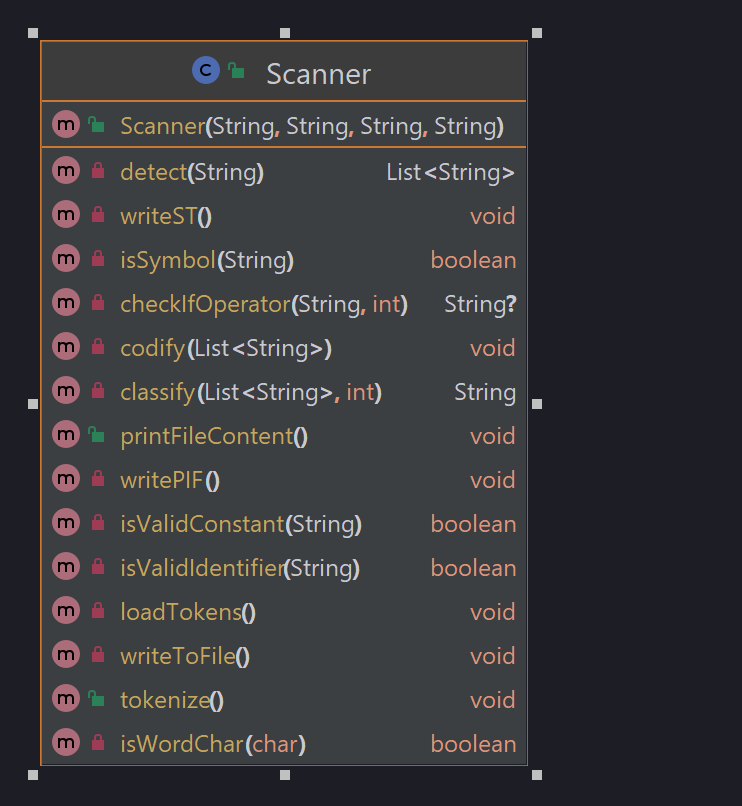 C Scanner
m Scanner(String, String, String, String)
m detect(String) List<String>
m writeST() void
m isSymbol(String) boolean
m checkIfOperator(String, int) String?
m codify(List<String>) void
m classify(List<String>, int) String
m printFileContent() void
m writePIF() void
m isValidConstant(String) boolean
m isValidIdentifier(String) boolean
m loadTokens() void
m writeToFile() void
m tokenize() void
m isWordChar(char) boolean